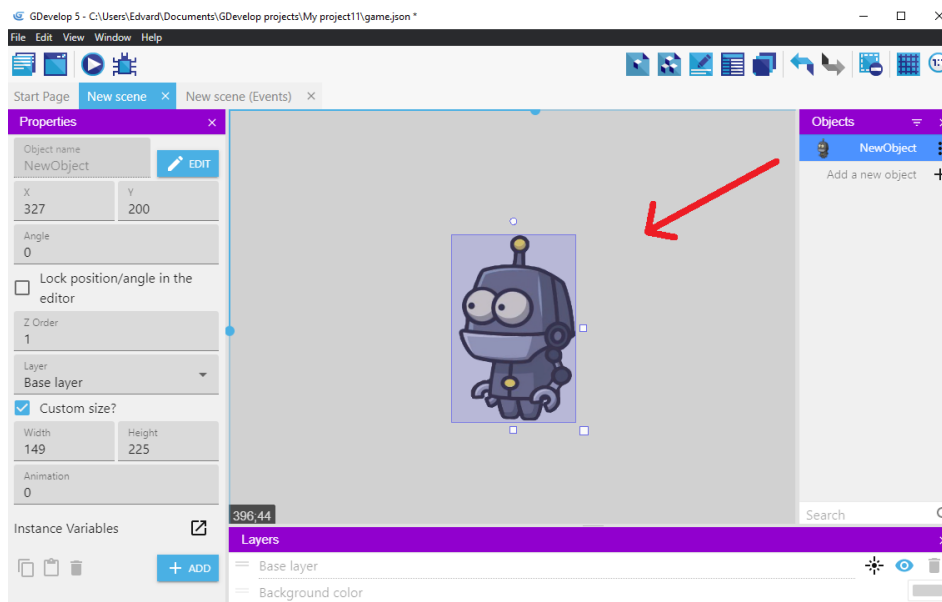 GDevelop 5 - C:\Users\Edvard\Documents\GDevelop projects\My project11\game.json *
File Edit View Window Help
Start Page New scene × New scene (Events) ×
Properties ×
Object name
NewObject
EDIT
X Y
327 200
Angle
0
Lock position/angle in the
editor
Z Order
1
Layer
Base layer
Custom size?
Width Height
149 225
Animation
0
Instance Variables
+ ADD
396;44
Objects
NewObject
Add a new object +
Search
Layers
Base layer
Background color